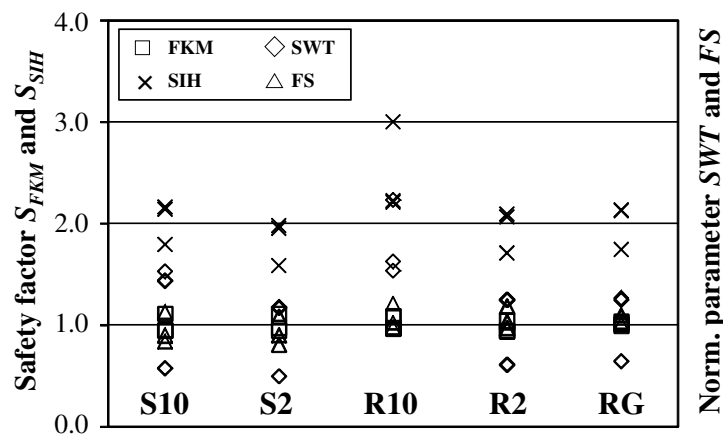 4.0
3.0
2.0
1.0
0.0
Safety factor S_FKM and S_SIH
FKM
SWT
SIH
FS
S10
S2
R10
R2
RG
Norm. parameter SWT and FS